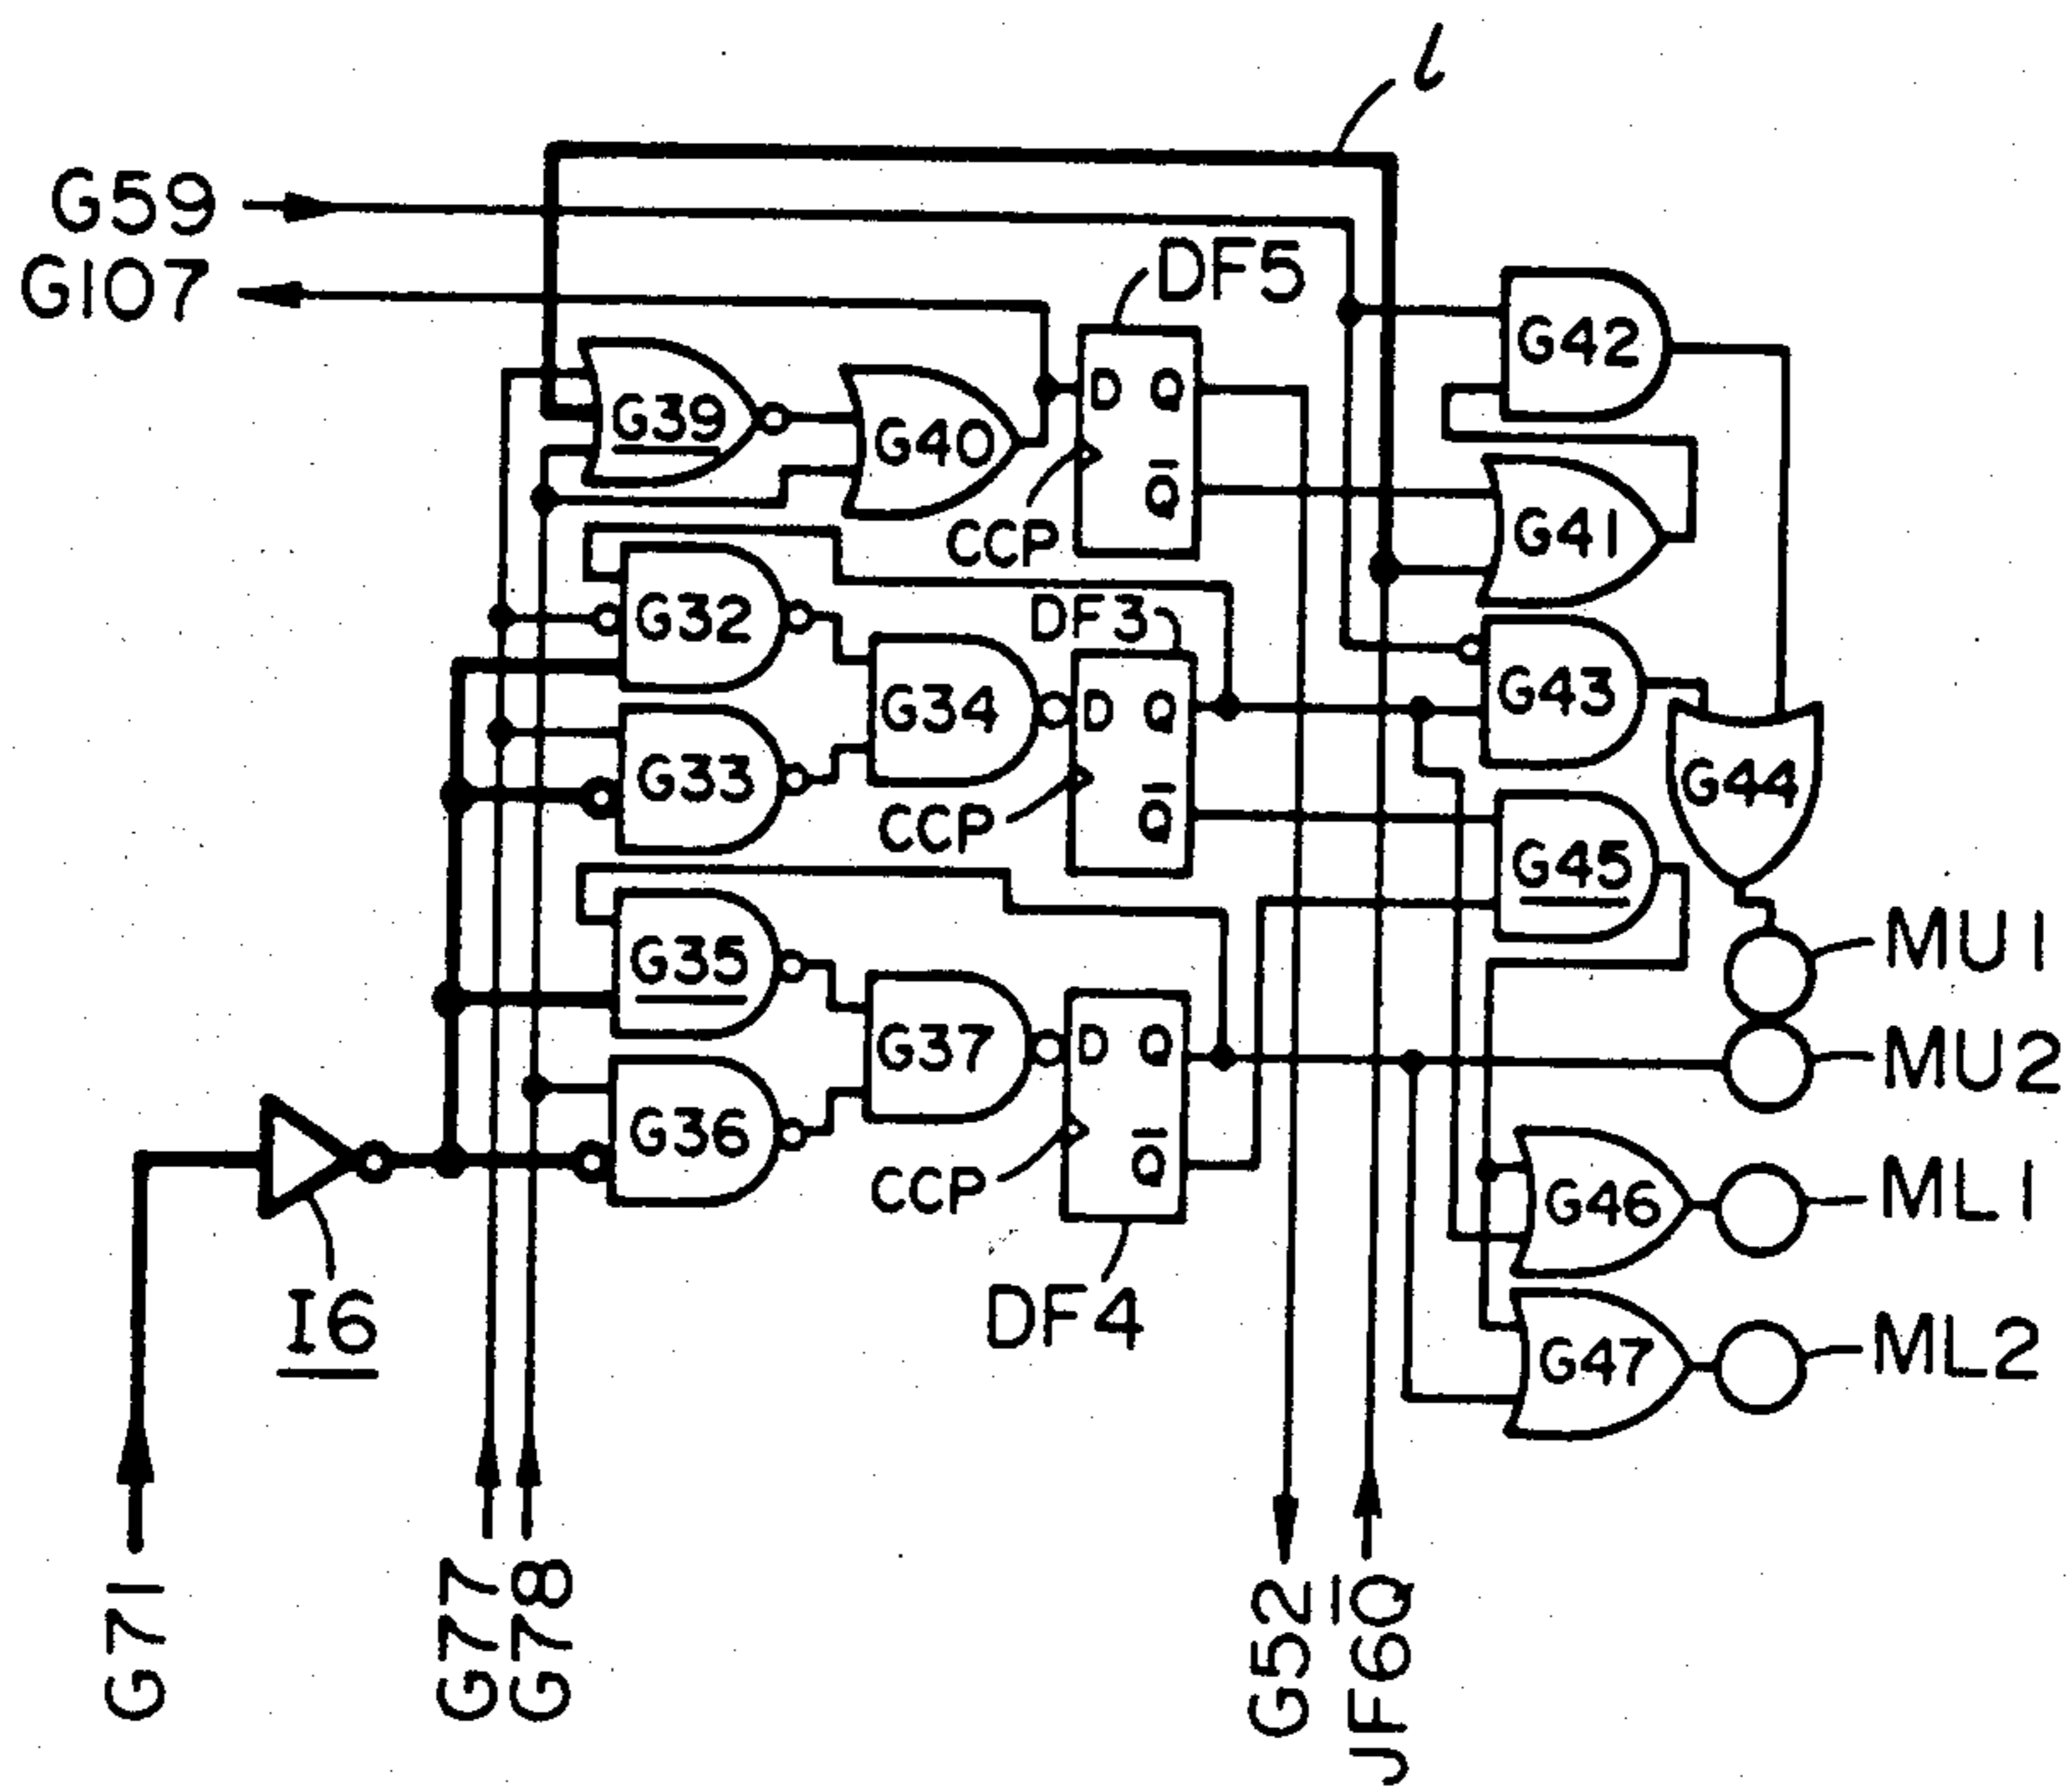 l
G59
G107
DF5
G42
G39
G40
D Q
Q̅
CCP
G41
G32
DF3
G34
D Q
G43
G33
CCP
Q̅
G44
G45
G35
MU1
G37
D Q
MU2
G36
CCP
Q̅
G46
ML1
I6
DF4
G47
ML2
G71
G77
G78
G52
JF6Q̅